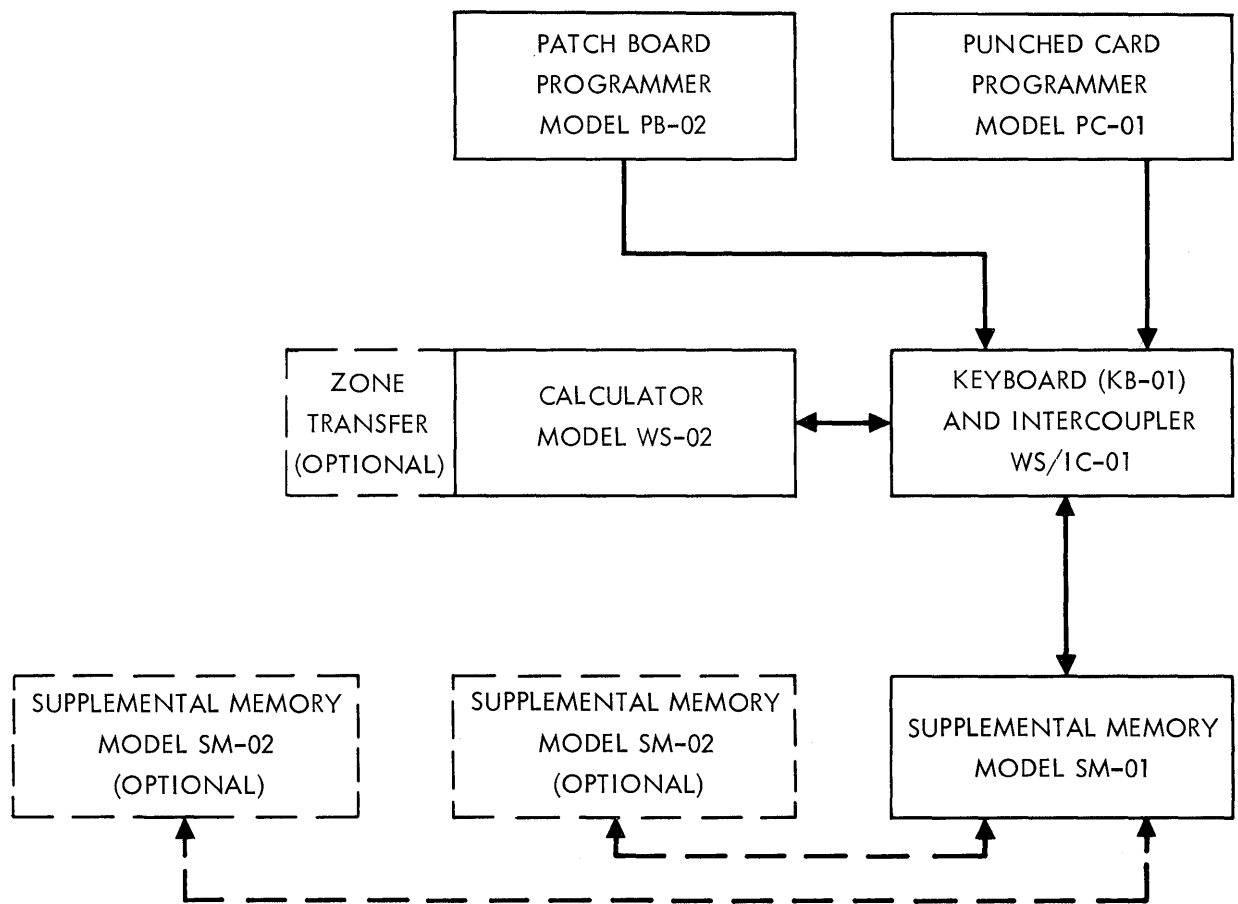 PATCH BOARD
PROGRAMMER
MODEL PB-02
PUNCHED CARD
PROGRAMMER
MODEL PC-01
ZONE
TRANSFER
(OPTIONAL)
CALCULATOR
MODEL WS-02
KEYBOARD (KB-01)
AND INTERCOUPLER
WS/IC-01
SUPPLEMENTAL MEMORY
MODEL SM-02
(OPTIONAL)
SUPPLEMENTAL MEMORY
MODEL SM-02
(OPTIONAL)
SUPPLEMENTAL MEMORY
MODEL SM-01